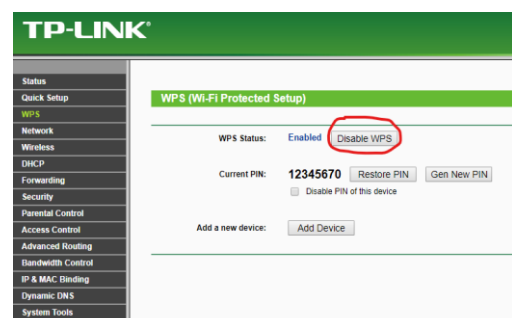 TP-LINK®
Status
Quick Setup
WPS
Network
Wireless
DHCP
Forwarding
Security
Parental Control
Access Control
Advanced Routing
Bandwidth Control
IP & MAC Binding
Dynamic DNS
System Tools
WPS (Wi-Fi Protected Setup)
WPS Status: Enabled Disable WPS
Current PIN: 12345670 Restore PIN Gen New PIN
Disable PIN of this device
Add a new device: Add Device